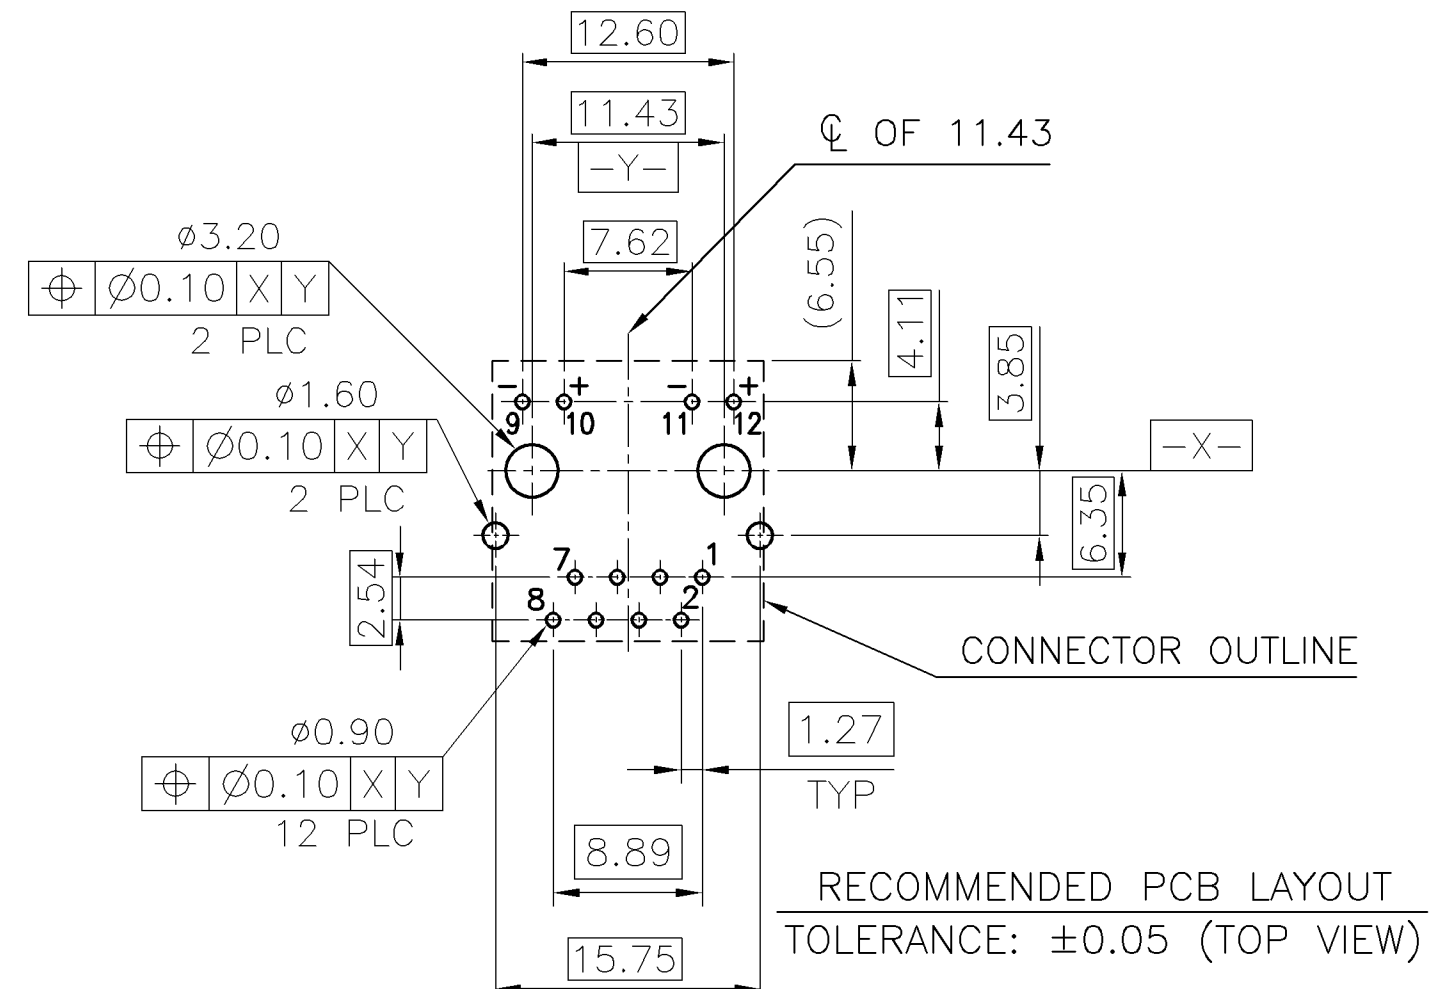 12.60
11.43
℄ OF 11.43
-Y-
7.62
(6.55)
4.11
3.85
ø3.20
⌖ Ø0.10 X Y
2 PLC
ø1.60
⌖ Ø0.10 X Y
2 PLC
- + - +
9 10 11 12
-X-
6.35
2.54
7 1
8 2
CONNECTOR OUTLINE
ø0.90
⌖ Ø0.10 X Y
12 PLC
1.27
TYP
8.89
15.75
RECOMMENDED PCB LAYOUT
TOLERANCE: ±0.05 (TOP VIEW)